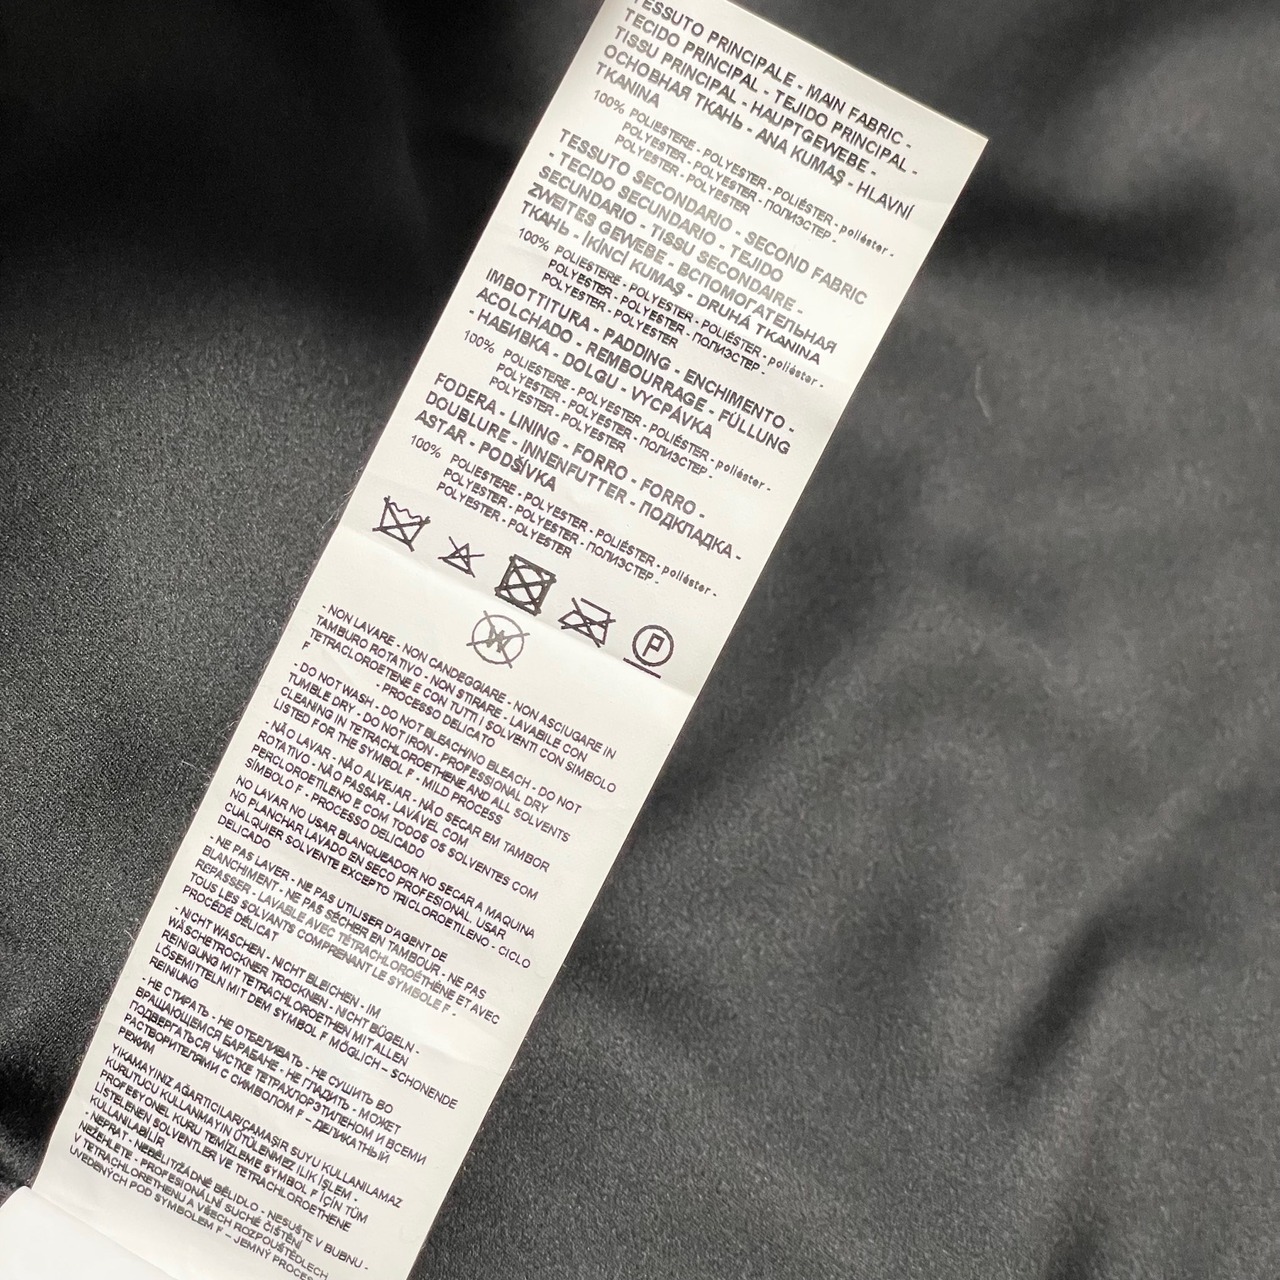 TESSUTO PRINCIPALE - MAIN FABRIC -
TECIDO PRINCIPAL - TEJIDO PRINCIPAL -
TISSU PRINCIPAL - HAUPTGEWEBE -
ОСНОВНАЯ ТКАНЬ - ANA KUMAŞ - HLAVNÍ
TKANINA
100% POLIESTERE - POLYESTER - POLIÉSTER - poliéster -
POLYESTER - POLYESTER - ПОЛИЭСТЕР -
POLYESTER - POLYESTER
TESSUTO SECONDARIO - SECOND FABRIC
- TECIDO SECUNDARIO - TEJIDO
SECUNDARIO - TISSU SECONDAIRE -
ZWEITES GEWEBE - ВСПОМОГАТЕЛЬНАЯ
ТКАНЬ - İKİNCİ KUMAŞ - DRUHÁ TKANINA
100% POLIESTERE - POLYESTER - POLIÉSTER - poliéster -
POLYESTER - POLYESTER - ПОЛИЭСТЕР -
POLYESTER - POLYESTER
IMBOTTITURA - PADDING - ENCHIMENTO -
ACOLCHADO - REMBOURRAGE - FÜLLUNG
- НАБИВКА - DOLGU - VYCPÁVKA
100% POLIESTERE - POLYESTER - POLIÉSTER - poliéster -
POLYESTER - POLYESTER - ПОЛИЭСТЕР -
POLYESTER - POLYESTER
FODERA - LINING - FORRO - FORRO -
DOUBLURE - INNENFUTTER - ПОДКЛАДКА -
ASTAR - PODŠÍVKA
100% POLIESTERE - POLYESTER - POLIÉSTER - poliéster -
POLYESTER - POLYESTER - ПОЛИЭСТЕР -
POLYESTER - POLYESTER
P
W
- NON LAVARE - NON CANDEGGIARE - NON ASCIUGARE IN
TAMBURO ROTATIVO - NON STIRARE - LAVABILE CON
TETRACLOROETENE E CON TUTTI I SOLVENTI CON SIMBOLO
F - PROCESSO DELICATO
- DO NOT WASH - DO NOT BLEACH/NO BLEACH - DO NOT
TUMBLE DRY - DO NOT IRON - PROFESSIONAL DRY
CLEANING IN TETRACHLOROETHENE AND ALL SOLVENTS
LISTED FOR THE SYMBOL F - MILD PROCESS
- NÃO LAVAR - NÃO ALVEJAR - NÃO SECAR EM TAMBOR
ROTATIVO - NÃO PASSAR - LAVÁVEL COM
PERCLOROETILENO E COM TODOS OS SOLVENTES COM
SÍMBOLO F - PROCESSO DELICADO
NO LAVAR NO USAR BLANQUEADOR NO SECAR A MAQUINA
NO PLANCHAR LAVADO EN SECO PROFESIONAL. USAR
CUALQUIER SOLVENTE EXCEPTO TRICLOROETILENO - CICLO
DELICADO
- NE PAS LAVER - NE PAS UTILISER D'AGENT DE
BLANCHIMENT - NE PAS SÉCHER EN TAMBOUR - NE PAS
REPASSER - LAVABLE AVEC TÉTRACHLOROÉTHÈNE ET AVEC
TOUS LES SOLVANTS COMPRENANT LE SYMBOLE F -
PROCÉDÉ DÉLICAT
- NICHT WASCHEN - NICHT BLEICHEN - IM
WÄSCHETROCKNER TROCKNEN - NICHT BÜGELN -
REINIGUNG MIT TETRACHLOROETHEN MIT ALLEN
LÖSEMITTELN MIT DEM SYMBOL F MÖGLICH – SCHONENDE
REINIUNG
- НЕ СТИРАТЬ - НЕ ОТБЕЛИВАТЬ - НЕ СУШИТЬ ВО
ВРАЩАЮЩЕМСЯ БАРАБАНЕ - НЕ ГЛАДИТЬ - МОЖЕТ
ПОДВЕРГАТЬСЯ ЧИСТКЕ ТЕТРАХЛОРЭТИЛЕНОМ И ВСЕМИ
РАСТВОРИТЕЛЯМИ С СИМВОЛОМ F – ДЕЛИКАТНЫЙ
РЕЖИМ
YIKAMAYINIZ AĞARTICILAR/ÇAMAŞIR SUYU KULLANILAMAZ
KURUTUCU KULLANMAYIN ÜTÜLENMEZ ILIK İŞLEM -
PROFESYONEL KURU TEMİZLEME SYMBOL F İÇİN TÜM
LİSTELENEN SOLVENTLER VE TETRACHLOROETHENE
KULLANILABİLİR
- NEPRAT - NEBĚLIT/ŽÁDNÉ BĚLIDLO - NESUŠTE V BUBNU -
NEŽEHLETE - PROFESIONÁLNÍ SUCHÉ ČIŠTĚNÍ
V TETRACHLORETHENU A VŠECH ROZPOUŠTĚDLECH
UVEDENÝCH POD SYMBOLEM F – JEMNÝ PROCES